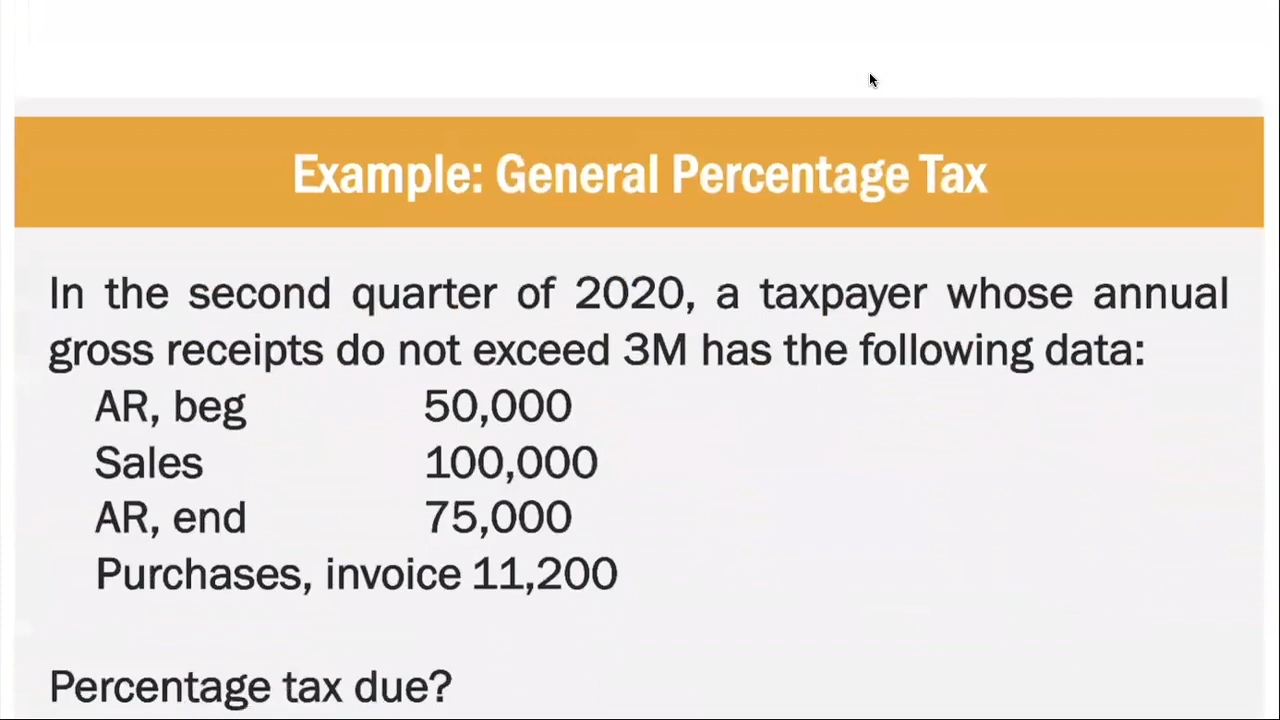 Example: General Percentage Tax
In the second quarter of 2020, a taxpayer whose annual
gross receipts do not exceed 3M has the following data:
AR, beg 50,000
Sales 100,000
AR, end 75,000
Purchases, invoice 11,200
Percentage tax due?